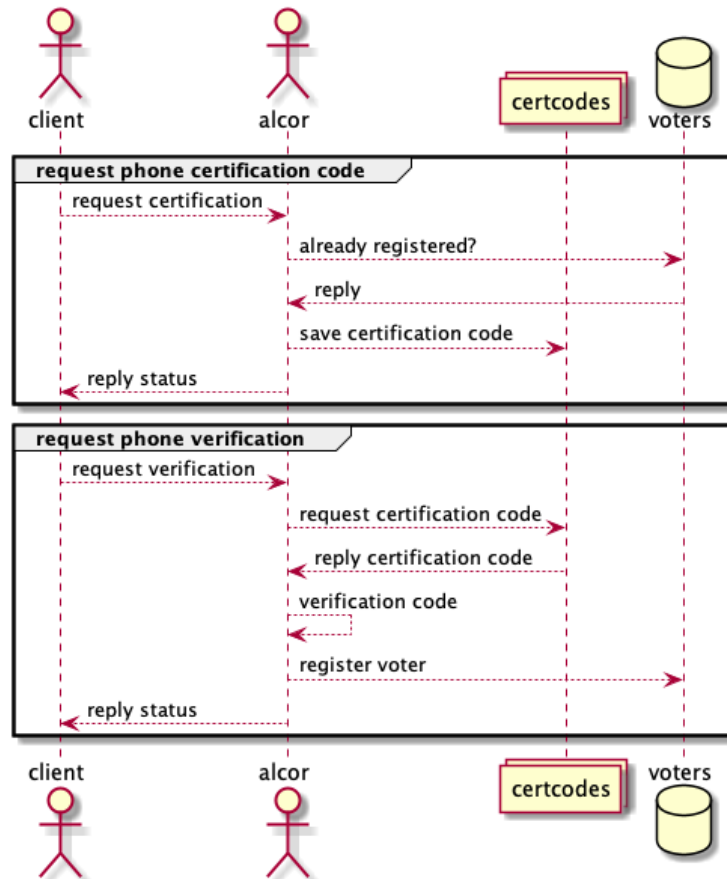 client
alcor
certcodes
voters
request phone certification code
request certification
already registered?
reply
save certification code
reply status
request phone verification
request verification
request certification code
reply certification code
verification code
register voter
reply status
client
alcor
certcodes
voters